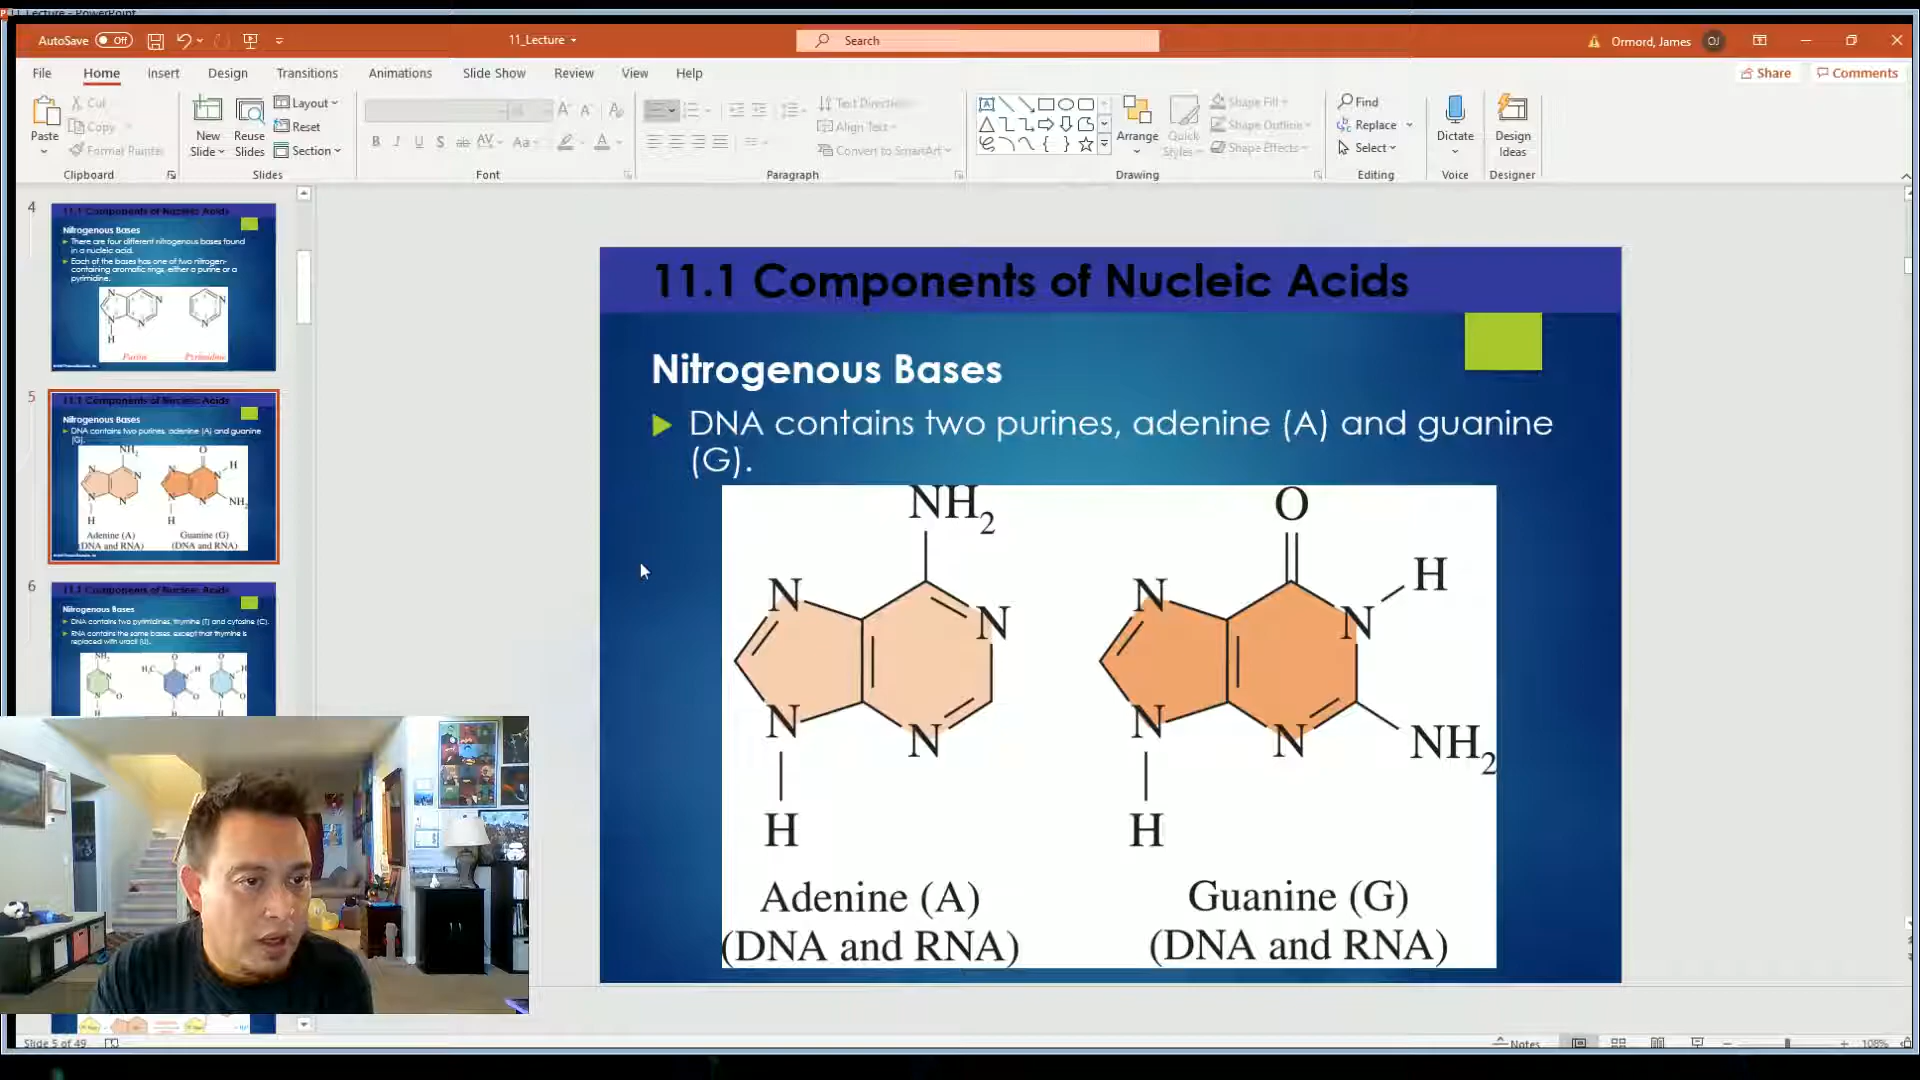 11_Lecture - PowerPoint
AutoSave Off
11_Lecture
Search
Ormord, James OJ
File Home Insert Design Transitions Animations Slide Show Review View Help
Share
Comments
Paste
Cut
Copy
Format Painter
Clipboard
New Slide
Reuse Slides
Layout
Reset
Section
Slides
Font
Text Direction
Align Text
Convert to SmartArt
Paragraph
Arrange
Quick Styles
Shape Fill
Shape Outline
Shape Effects
Drawing
Find
Replace
Select
Editing
Dictate
Voice
Design Ideas
Designer
4
11.1 Components of Nucleic Acids
Nitrogenous Bases
There are four different nitrogenous bases found
in a nucleic acid.
Each of the bases has one of two nitrogen-
containing aromatic rings, either a purine or a
pyrimidine.
N N N N H
N N
Purine Pyrimidine
5
11.1 Components of Nucleic Acids
Nitrogenous Bases
DNA contains two purines, adenine (A) and guanine
(G).
NH2 N N N N H
O N N H N N NH2 H
Adenine (A) Guanine (G)
(DNA and RNA) (DNA and RNA)
6
11.1 Components of Nucleic Acids
Nitrogenous Bases
DNA contains two pyrimidines, thymine (T) and cytosine (C).
RNA contains the same bases, except that thymine is
replaced with uracil (U).
NH2 N N O H
H3C O N H N O H
O N H N O H
11.1 Components of Nucleic Acids
Nitrogenous Bases
DNA contains two purines, adenine (A) and guanine
(G).
NH2
N
N
N
N
H
Adenine (A)
(DNA and RNA)
O
H
N
N
N
N
NH2
H
Guanine (G)
(DNA and RNA)
Slide 5 of 49
Notes
108%